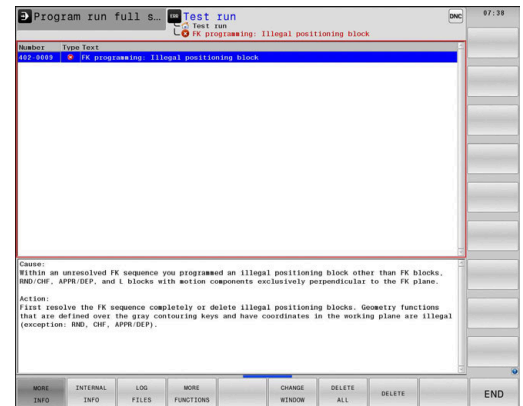 Program run full s...
ERR Test run
DNC
07:38
Test run
FK programming: Illegal positioning block
Number Type Text
402-0009 FK programming: Illegal positioning block
Cause:
Within an unresolved FK sequence you programmed an illegal positioning block other than FK blocks,
RND/CHF, APPR/DEP, and L blocks with motion components exclusively perpendicular to the FK plane.
Action:
First resolve the FK sequence completely or delete illegal positioning blocks. Geometry functions
that are defined over the gray contouring keys and have coordinates in the working plane are illegal
(exception: RND, CHF, APPR/DEP).
MORE INFO
INTERNAL INFO
LOG FILES
MORE FUNCTIONS
CHANGE WINDOW
DELETE ALL
DELETE
END